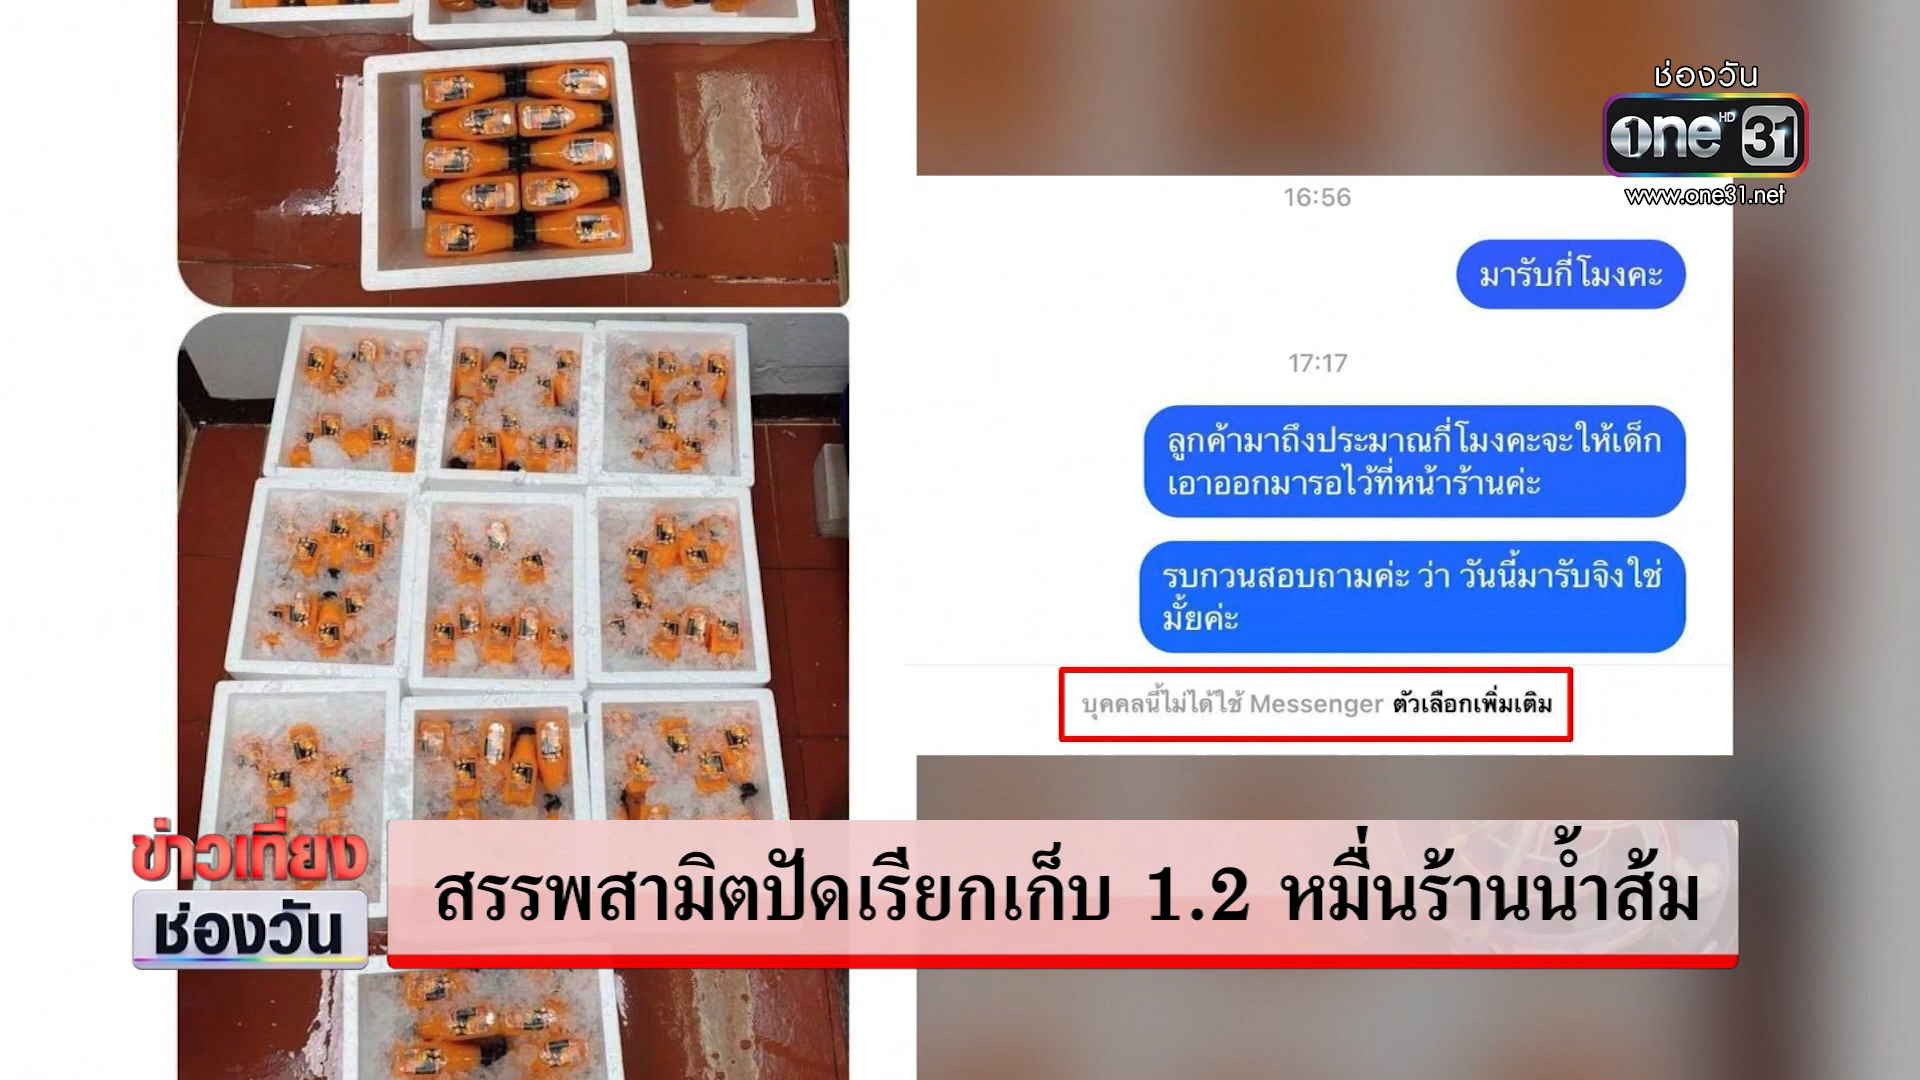 ช่องวัน
one HD 31
www.one31.net
16:56
มารับกี่โมงคะ
17:17
ลูกค้ามาถึงประมาณกี่โมงคะจะให้เด็ก
เอาออกมารอไว้ที่หน้าร้านค่ะ
รบกวนสอบถามค่ะ ว่า วันนี้มารับจิงใช่
มั้ยค่ะ
บุคคลนี้ไม่ได้ใช้ Messenger ตัวเลือกเพิ่มเติม
ข่าวเที่ยง
ช่องวัน
สรรพสามิตปัดเรียกเก็บ 1.2 หมื่นร้านน้ำส้ม